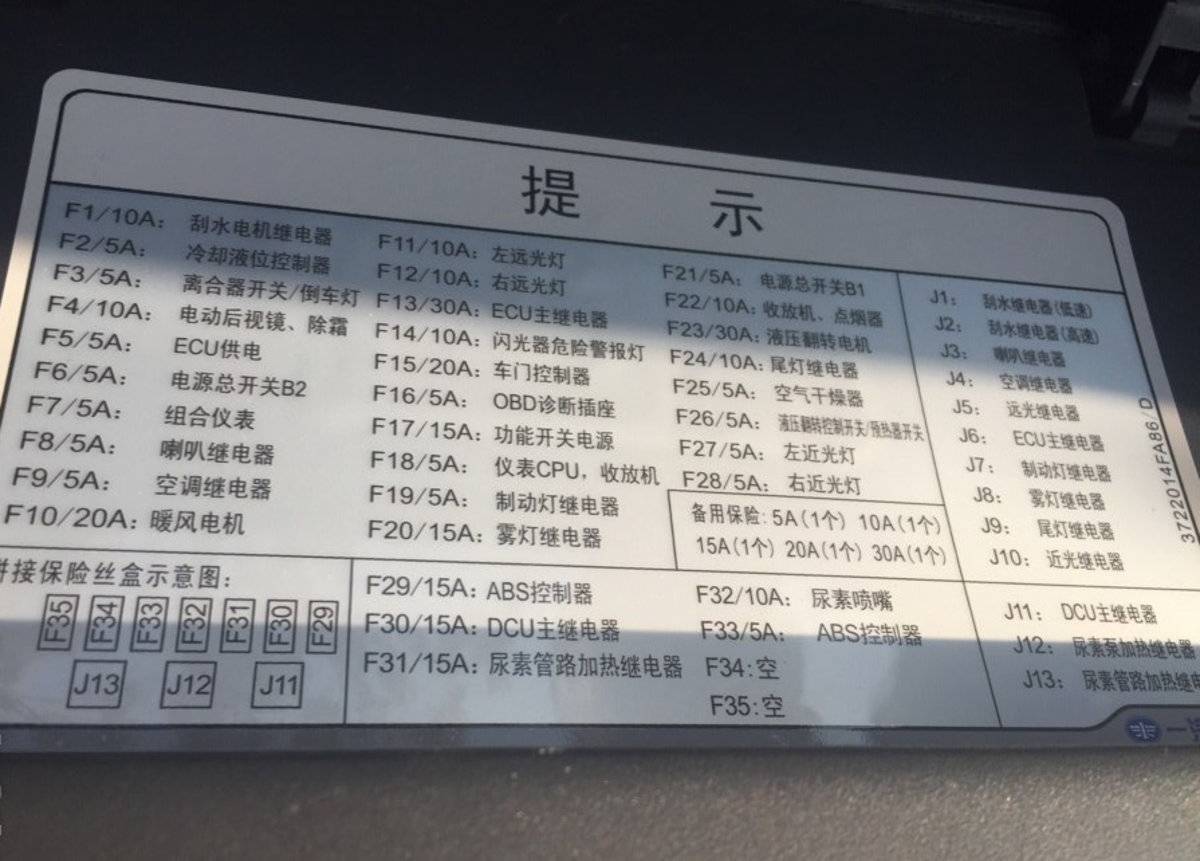 提 示
F1/10A: 刮水电机继电器
F2/5A: 冷却液位控制器
F3/5A: 离合器开关/倒车灯
F4/10A: 电动后视镜、除霜
F5/5A: ECU供电
F6/5A: 电源总开关B2
F7/5A: 组合仪表
F8/5A: 喇叭继电器
F9/5A: 空调继电器
F10/20A: 暖风电机
F11/10A: 左远光灯
F12/10A: 右远光灯
F13/30A: ECU主继电器
F14/10A: 闪光器危险警报灯
F15/20A: 车门控制器
F16/5A: OBD诊断插座
F17/15A: 功能开关电源
F18/5A: 仪表CPU，收放机
F19/5A: 制动灯继电器
F20/15A: 雾灯继电器
F21/5A: 电源总开关B1
F22/10A: 收放机、点烟器
F23/30A: 液压翻转电机
F24/10A: 尾灯继电器
F25/5A: 空气干燥器
F26/5A: 液压翻转控制开关/预热器开关
F27/5A: 左近光灯
F28/5A: 右近光灯
备用保险: 5A(1个) 10A(1个)
15A(1个) 20A(1个) 30A(1个)
J1: 刮水继电器(低速)
J2: 刮水继电器(高速)
J3: 喇叭继电器
J4: 空调继电器
J5: 远光继电器
J6: ECU主继电器
J7: 制动灯继电器
J8: 雾灯继电器
J9: 尾灯继电器
J10: 近光继电器
3722014FA86/D
拼接保险丝盒示意图:
F35 F34 F33 F32 F31 F30 F29
J13 J12 J11
F29/15A: ABS控制器
F30/15A: DCU主继电器
F31/15A: 尿素管路加热继电器
F32/10A: 尿素喷嘴
F33/5A: ABS控制器
F34: 空
F35: 空
J11: DCU主继电器
J12: 尿素泵加热继电器
J13: 尿素管路加热继电
一